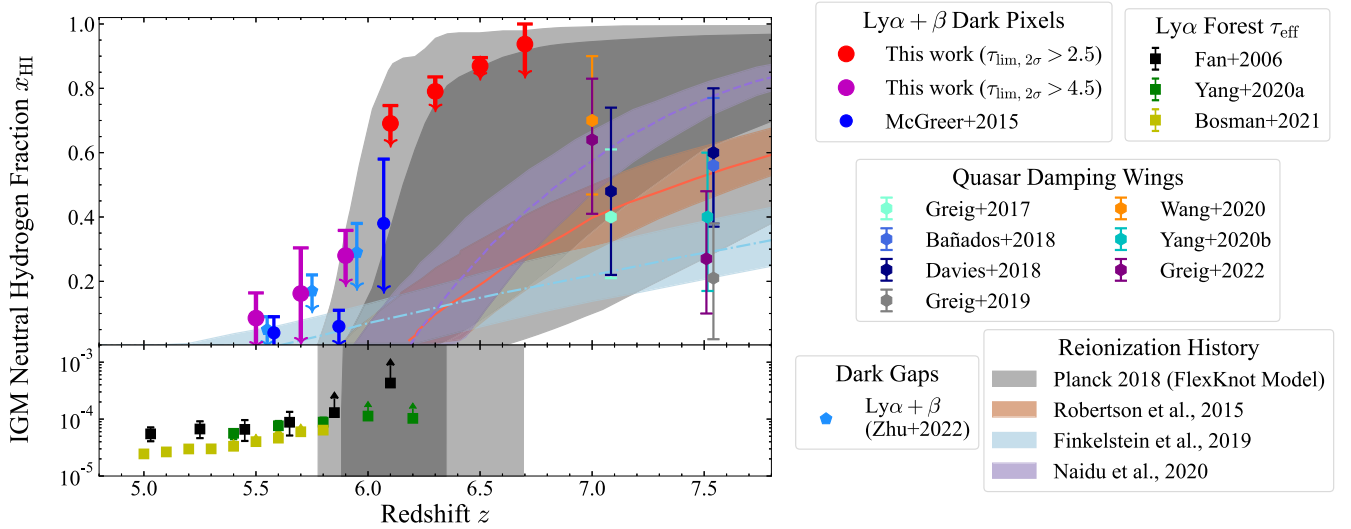 IGM Neutral Hydrogen Fraction x_HI
1.0
0.8
0.6
0.4
0.2
10⁻³
10⁻⁴
10⁻⁵
5.0 5.5 6.0 6.5 7.0 7.5
Redshift z
Lyα + β Dark Pixels
This work (τ_lim, 2σ > 2.5)
This work (τ_lim, 2σ > 4.5)
McGreer+2015
Lyα Forest τ_eff
Fan+2006
Yang+2020a
Bosman+2021
Quasar Damping Wings
Greig+2017
Bañados+2018
Davies+2018
Greig+2019
Wang+2020
Yang+2020b
Greig+2022
Dark Gaps
Lyα + β
(Zhu+2022)
Reionization History
Planck 2018 (FlexKnot Model)
Robertson et al., 2015
Finkelstein et al., 2019
Naidu et al., 2020